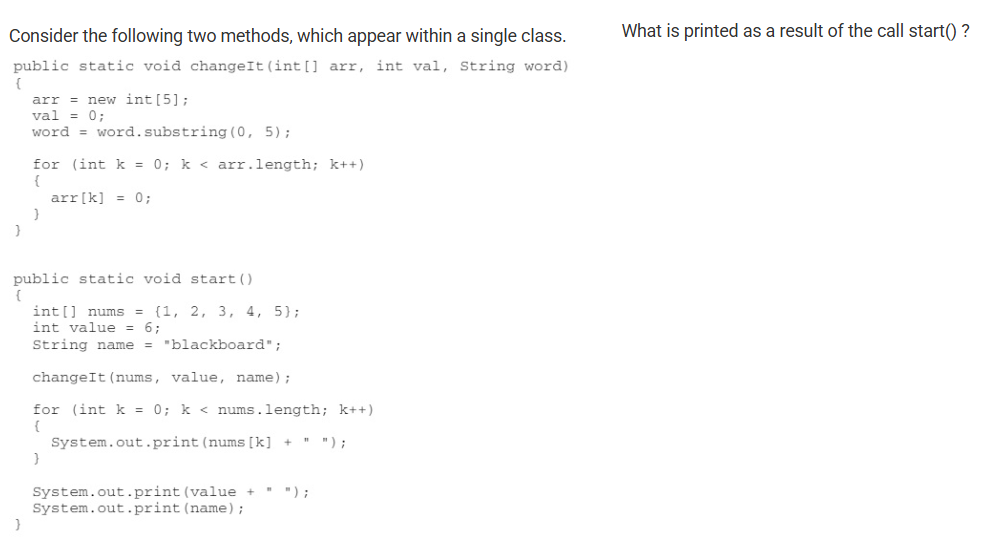 Consider the following two methods, which appear within a single class.
public static void changeIt(int[] arr, int val, String word)
{
arr = new int[5];
val = 0;
word = word.substring(0, 5);
for (int k = 0; k < arr.length; k++)
{
arr[k] = 0;
}
}
public static void start()
{
int[] nums = {1, 2, 3, 4, 5};
int value = 6;
String name = "blackboard";
changeIt(nums, value, name);
for (int k = 0; k < nums.length; k++)
{
System.out.print(nums[k] + " ");
}
System.out.print(value + " ");
System.out.print(name);
}
What is printed as a result of the call start() ?